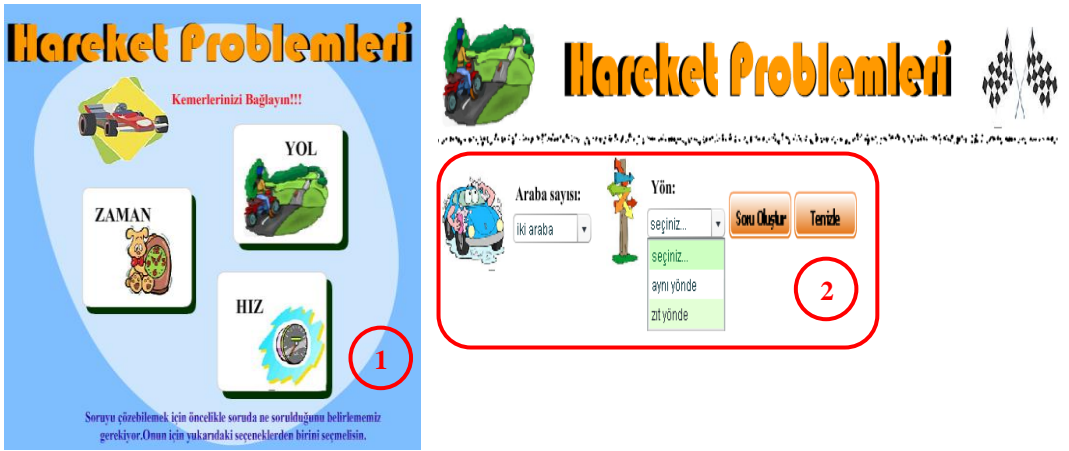 Hareket Problemleri
Kemerlerinizi Bağlayın!!!
YOL
ZAMAN
HIZ
1
Soruyu çözebilemek için öncelikle soruda ne sorulduğunu belirlememiz
gerekiyor.Onun için yukarıdaki seçeneklerden birini seçmelisin.
Hareket Problemleri
Araba sayısı:
iki araba
Yön:
seçiniz...
seçiniz...
aynı yönde
zıt yönde
Soru Oluştur
Temizle
2